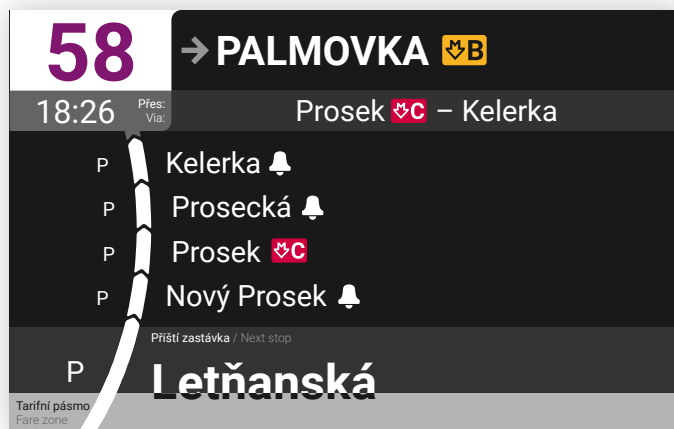 58 → PALMOVKA B
18:26 Přes: Prosek C – Kelerka
Via:
P Kelerka
P Prosecká
P Prosek C
P Nový Prosek
Příští zastávka / Next stop
P Letňanská
Tarifní pásmo
Fare zone